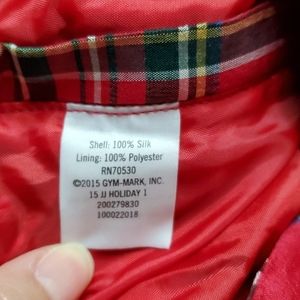 Shell: 100% Silk
Lining: 100% Polyester
RN70530
©2015 GYM-MARK, INC.
15 JJ HOLIDAY 1
200279830
100022018